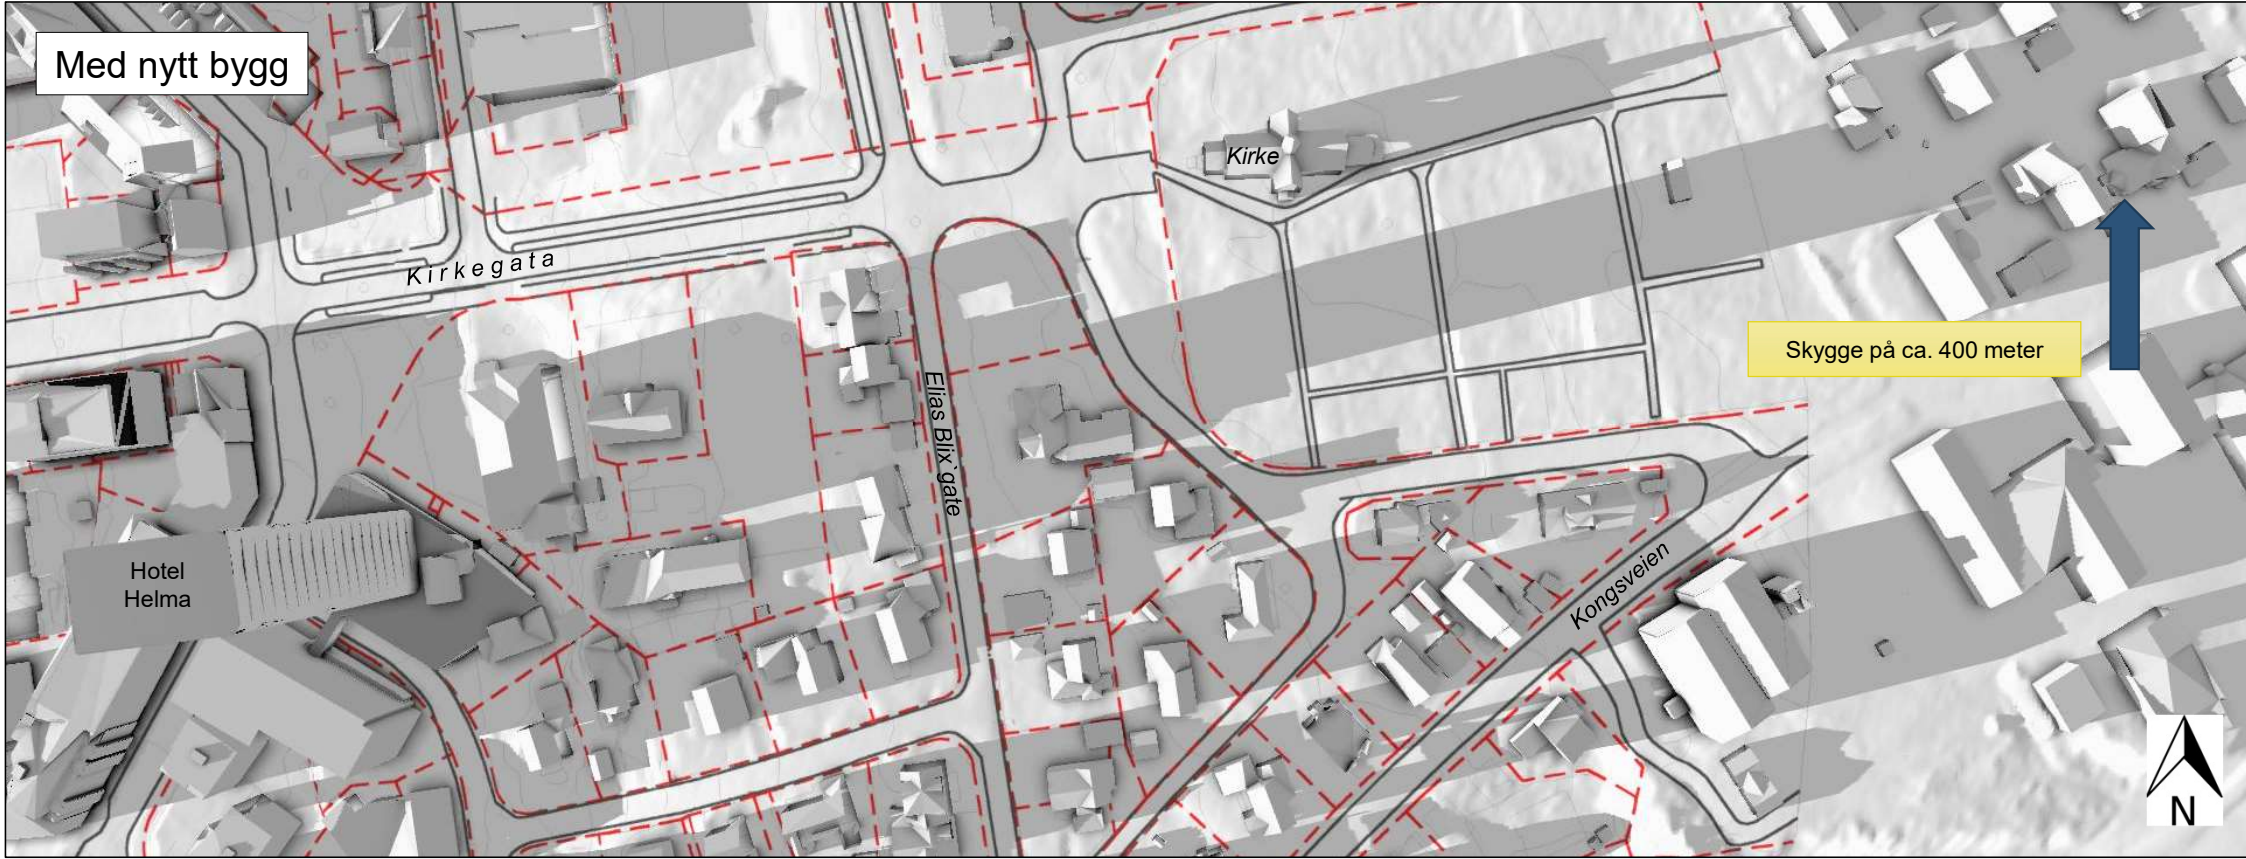 Med nytt bygg
Kirke
Kirkegata
Skygge på ca. 400 meter
Elias Blix`gate
Hotel
Helma
Kongsveien
N